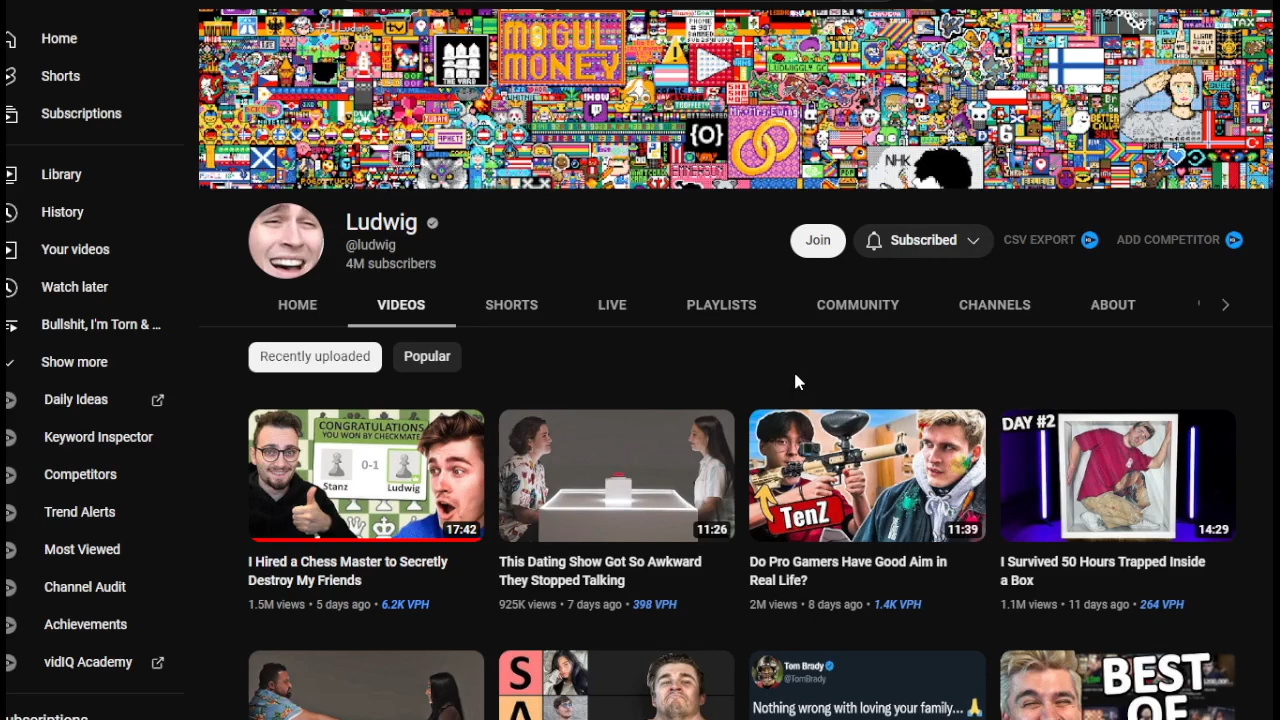 Home
Shorts
Subscriptions
Library
History
Your videos
Watch later
Bullshit, I'm Torn & ...
Show more
Daily Ideas
Keyword Inspector
Competitors
Trend Alerts
Most Viewed
Channel Audit
Achievements
vidIQ Academy
MOGUL
MONEY
THE YARD
{O}
NHK
TAX
BETTER
CALL
Ludwig
@ludwig
4M subscribers
Join
Subscribed
CSV EXPORT
ADD COMPETITOR
HOME
VIDEOS
SHORTS
LIVE
PLAYLISTS
COMMUNITY
CHANNELS
ABOUT
Recently uploaded
Popular
CONGRATULATIONS
YOU WON BY CHECKMATE!
0-1
Stanz
Ludwig
17:42
I Hired a Chess Master to Secretly
Destroy My Friends
1.5M views • 5 days ago • 6.2K VPH
11:26
This Dating Show Got So Awkward
They Stopped Talking
925K views • 7 days ago • 398 VPH
TenZ
11:39
Do Pro Gamers Have Good Aim in
Real Life?
2M views • 8 days ago • 1.4K VPH
DAY #2
14:29
I Survived 50 Hours Trapped Inside
a Box
1.1M views • 11 days ago • 264 VPH
S
A
Tom Brady
@TomBrady
Nothing wrong with loving your family... 🙏
BEST
OF